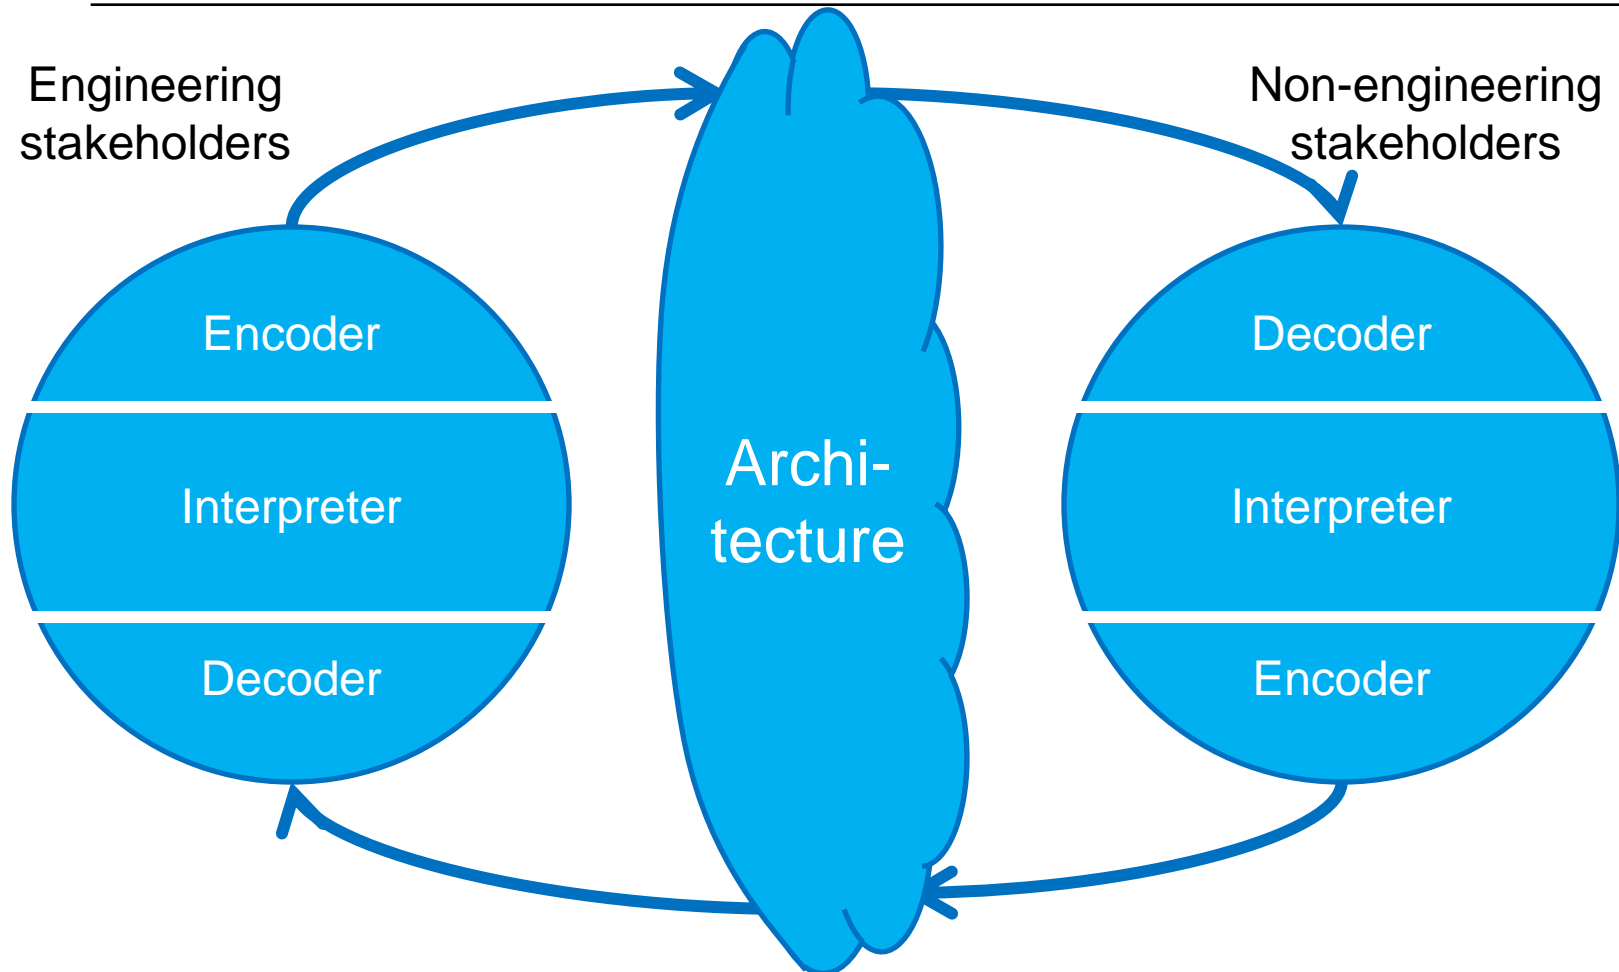 Engineering
stakeholders
Non-engineering
stakeholders
Encoder
Interpreter
Decoder
Archi-
tecture
Decoder
Interpreter
Encoder